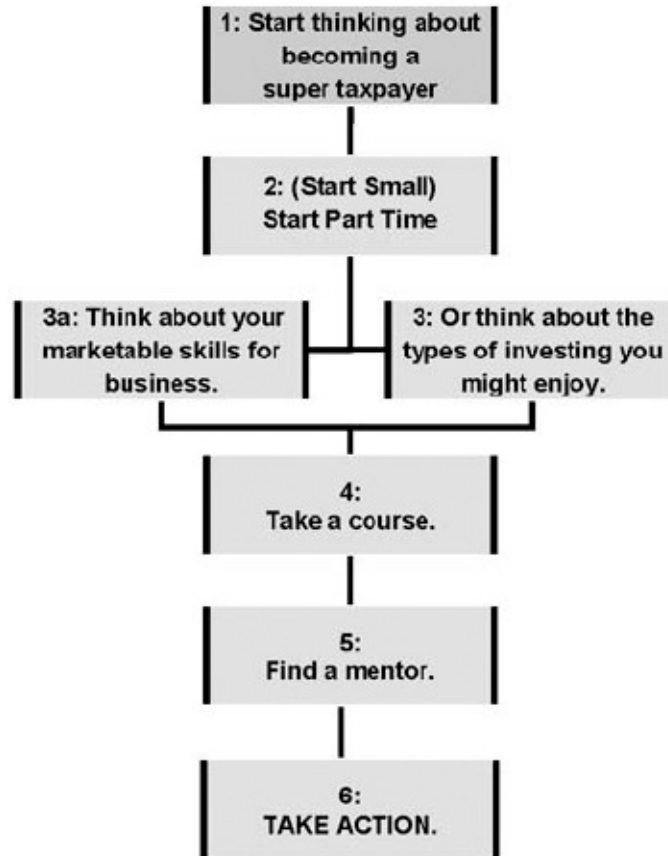 1: Start thinking about
becoming a
super taxpayer
2: (Start Small)
Start Part Time
3a: Think about your
marketable skills for
business.
3: Or think about the
types of investing you
might enjoy.
4:
Take a course.
5:
Find a mentor.
6:
TAKE ACTION.